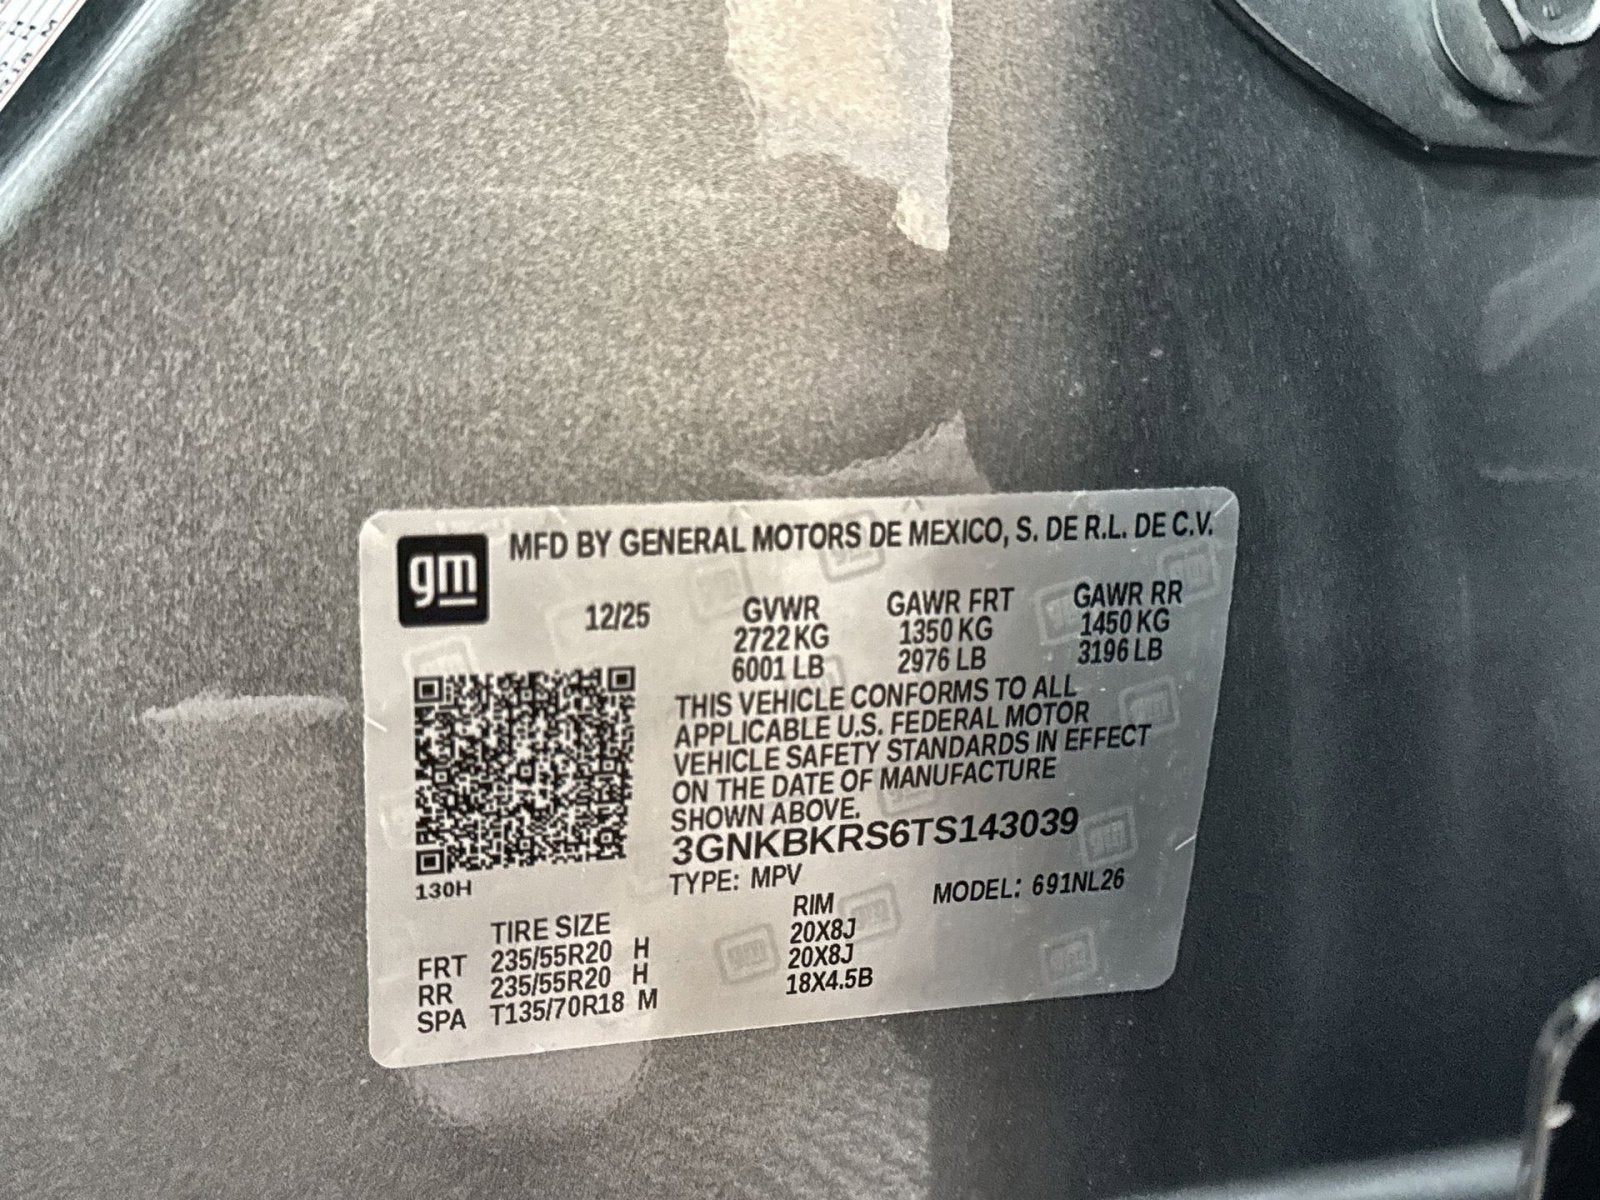 gm
MFD BY GENERAL MOTORS DE MEXICO, S. DE R.L. DE C.V.
12/25 GVWR GAWR FRT GAWR RR
2722 KG 1350 KG 1450 KG
6001 LB 2976 LB 3196 LB
THIS VEHICLE CONFORMS TO ALL
APPLICABLE U.S. FEDERAL MOTOR
VEHICLE SAFETY STANDARDS IN EFFECT
ON THE DATE OF MANUFACTURE
SHOWN ABOVE.
3GNKBKRS6TS143039
130H
TYPE: MPV MODEL: 691NL26
TIRE SIZE RIM
FRT 235/55R20 H 20X8J
RR 235/55R20 H 20X8J
SPA T135/70R18 M 18X4.5B